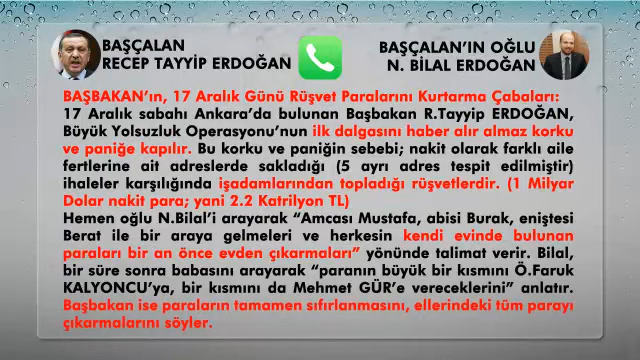 BAŞÇALAN
RECEP TAYYİP ERDOĞAN
BAŞÇALAN'IN OĞLU
N. BİLAL ERDOĞAN
BAŞBAKAN'ın, 17 Aralık Günü Rüşvet Paralarını Kurtarma Çabaları:
17 Aralık sabahı Ankara'da bulunan Başbakan R.Tayyip ERDOĞAN,
Büyük Yolsuzluk Operasyonu'nun ilk dalgasını haber alır almaz korku
ve paniğe kapılır. Bu korku ve paniğin sebebi; nakit olarak farklı aile
fertlerine ait adreslerde sakladığı (5 ayrı adres tespit edilmiştir)
ihaleler karşılığında işadamlarından topladığı rüşvetlerdir. (1 Milyar
Dolar nakit para; yani 2.2 Katrilyon TL)
Hemen oğlu N.Bilal'i arayarak “Amcası Mustafa, abisi Burak, eniştesi
Berat ile bir araya gelmeleri ve herkesin kendi evinde bulunan
paraları bir an önce evden çıkarmaları” yönünde talimat verir. Bilal,
bir süre sonra babasını arayarak “paranın büyük bir kısmını Ö.Faruk
KALYONCU'ya, bir kısmını da Mehmet GÜR'e vereceklerini” anlatır.
Başbakan ise paraların tamamen sıfırlanmasını, ellerindeki tüm parayı
çıkarmalarını söyler.